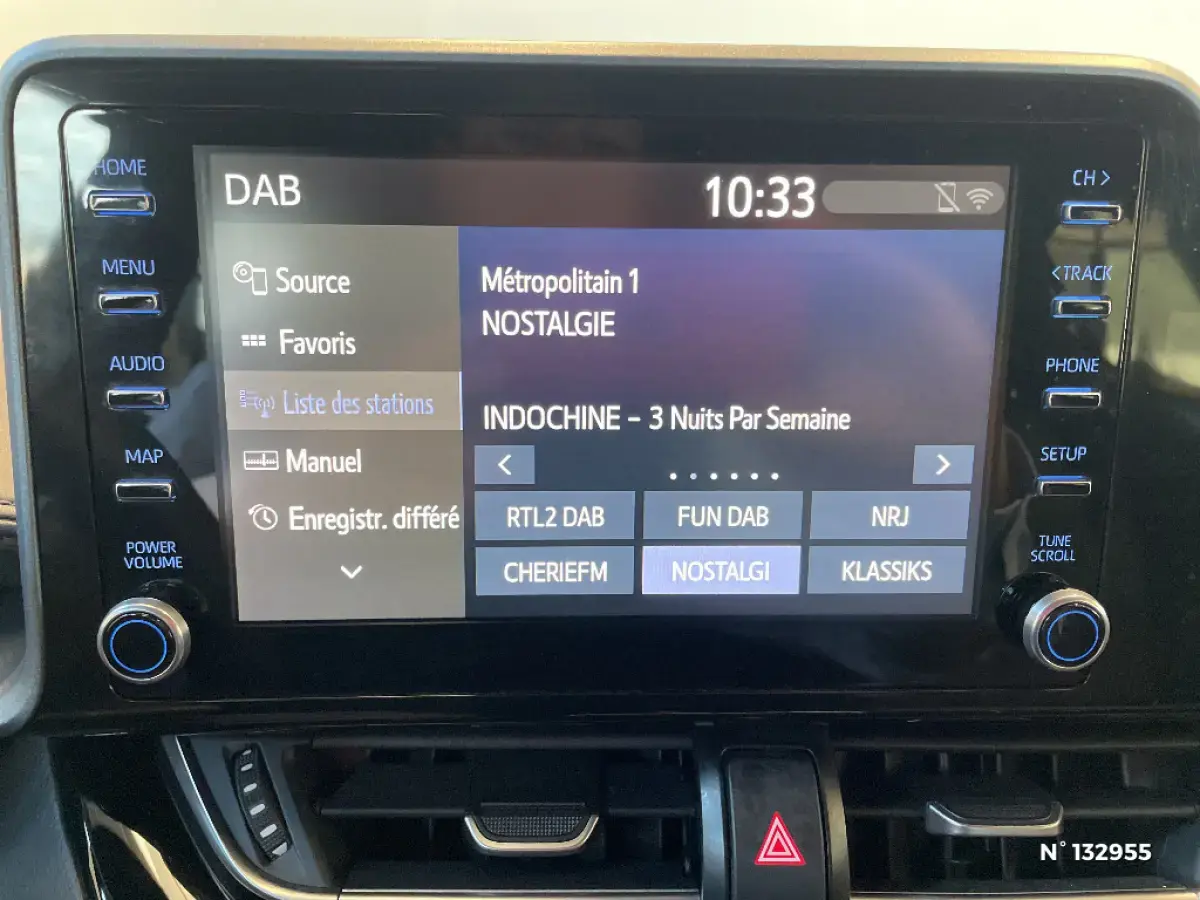 HOME
MENU
AUDIO
MAP
POWER
VOLUME
DAB
10:33
Source
Favoris
Liste des stations
Manuel
Enregistr. différé
Métropolitain 1
NOSTALGIE
INDOCHINE – 3 Nuits Par Semaine
< >
RTL2 DAB FUN DAB NRJ
CHERIEFM NOSTALGI KLASSIKS
CH >
< TRACK
PHONE
SETUP
TUNE
SCROLL
N° 132955